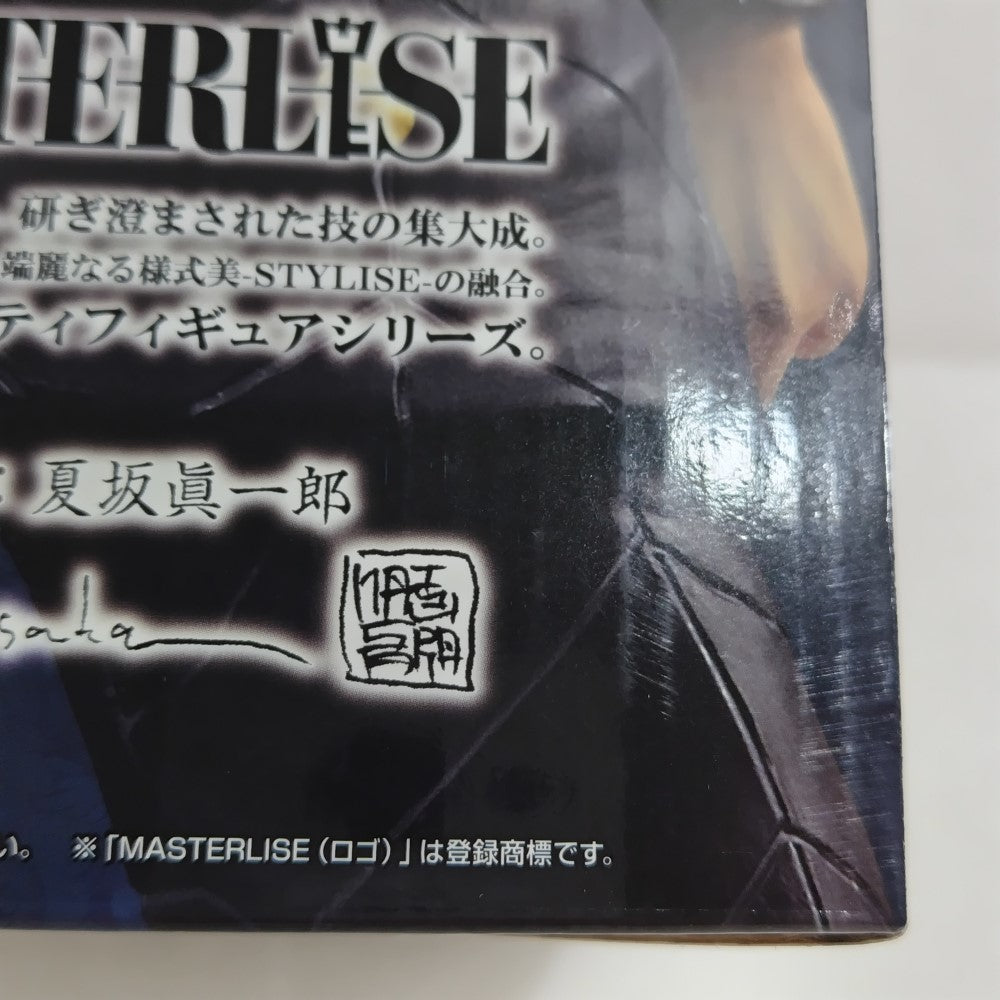 TERLISE
研ぎ澄まされた技の集大成。
端麗なる様式美-STYLISE-の融合。
ティフィギュアシリーズ。
夏坂眞一郎
saka
い。 ※「MASTERLISE（ロゴ）」は登録商標です。